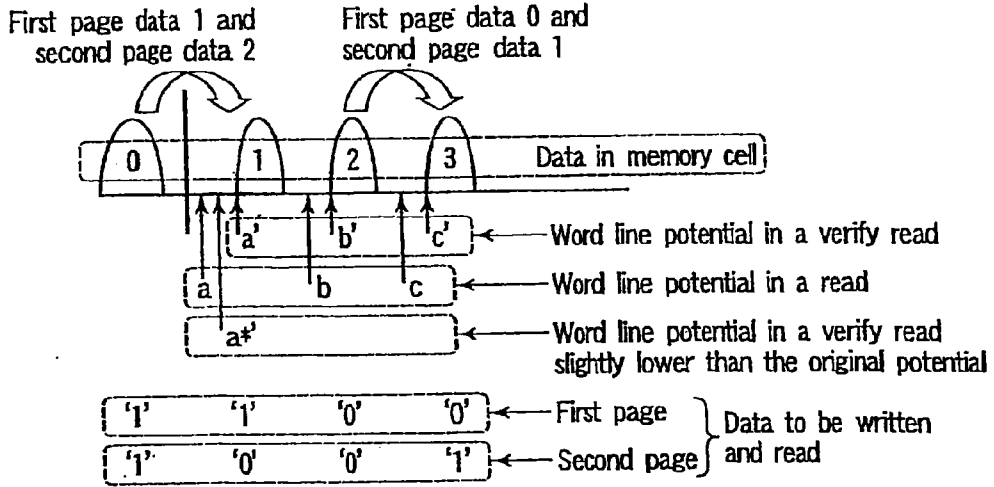 First page data 1 and
second page data 2
First page data 0 and
second page data 1
0 1 2 3 Data in memory cell
a' b' c' Word line potential in a verify read
a b c Word line potential in a read
a*' Word line potential in a verify read
slightly lower than the original potential
'1' '1' '0' '0' First page
'1' '0' '0' '1' Second page
Data to be written
and read